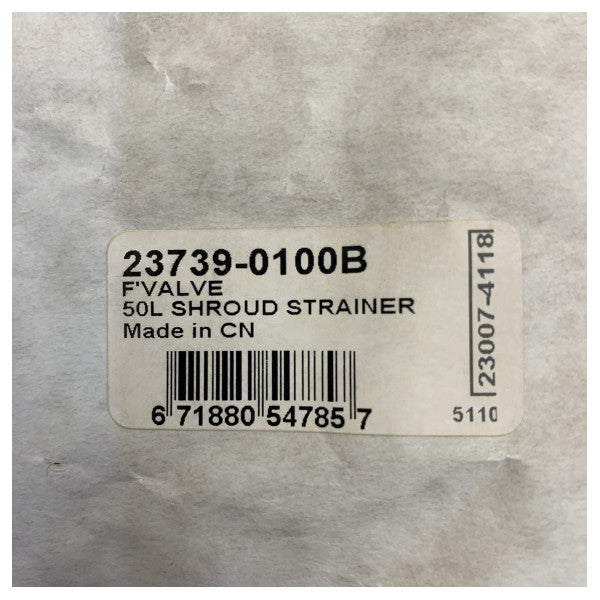 23739-0100B
F'VALVE
50L SHROUD STRAINER
Made in CN
6 71880 54785 7
23007-4118
5110